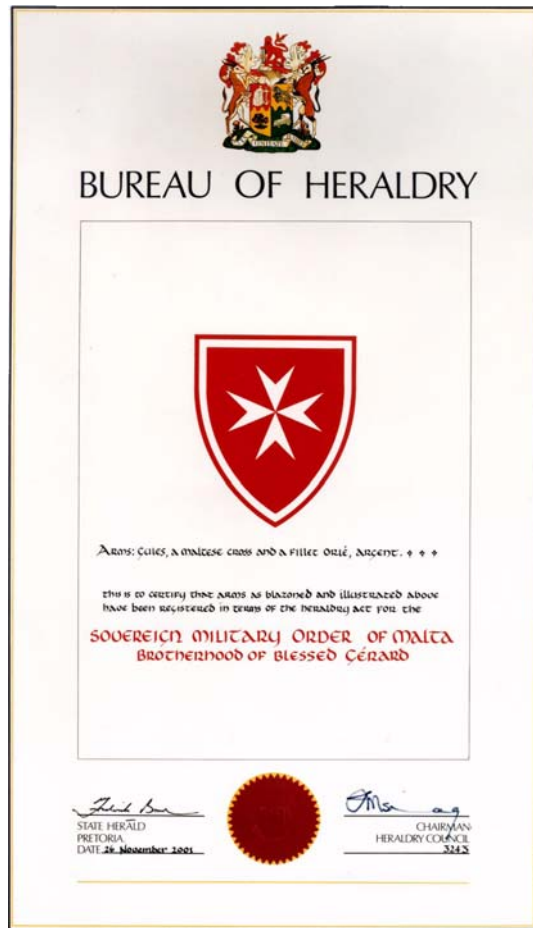 UNITATE
BUREAU OF HERALDRY
Arms: Gules, a maltese cross and a fillet orlé, argent.
this is to certify that arms as blazoned and illustrated above
have been registered in terms of the heraldry act for the
SOVEREIGN MILITARY ORDER OF MALTA
BROTHERHOOD OF BLESSED GÉRARD
STATE HERALD
PRETORIA
DATE 26 November 2001
CHAIRMAN
HERALDRY COUNCIL
3243